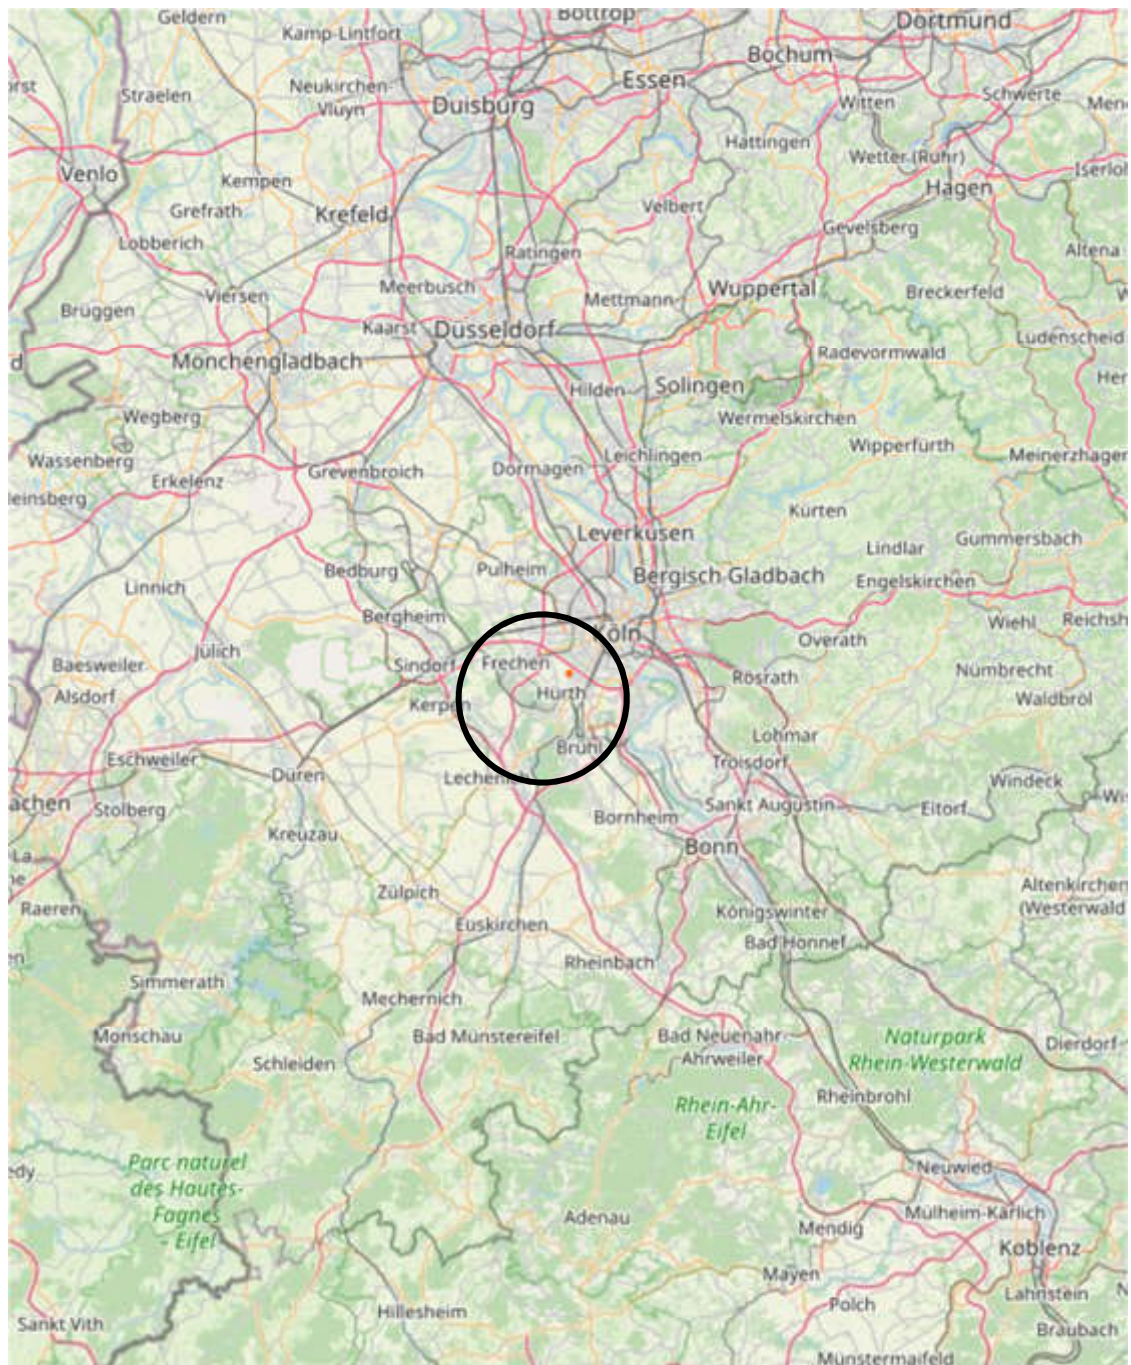 Geldern
Bottrop
Dortmund
Kamp-Lintfort
Bochum
Essen
Neukirchen-
Vluyn
Straelen
Duisburg
Witten
Schwerte
Hattingen
Wetter (Ruhr)
Venlo
Kempen
Hagen
Grefrath
Krefeld
Velbert
Gevelsberg
Lobberich
Ratingen
Altena
Meerbusch
Viersen
Mettmann
Wuppertal
Breckerfeld
Brüggen
Kaarst
Düsseldorf
Lüdenscheid
Mönchengladbach
Radevormwald
Hilden
Solingen
Wegberg
Wermelskirchen
Wipperfürth
Wassenberg
Leichlingen
Meinerzhagen
Grevenbroich
Dormagen
Erkelenz
Kürten
Leverkusen
Gummersbach
Lindlar
Bedburg
Pulheim
Bergisch Gladbach
Engelskirchen
Linnich
Bergheim
Köln
Wiehl
Reichsh
Overath
Jülich
Baesweiler
Sindorf
Frechen
Nümbrecht
Rösrath
Alsdorf
Hürth
Waldbröl
Kerpen
Lohmar
Brühl
Eschweiler
Troisdorf
Düren
Lechenich
Windeck
achen
Stolberg
Sankt Augustin
Eitorf
Bornheim
Kreuzau
Bonn
Zülpich
Altenkirchen
(Westerwald
Raeren
Königswinter
Euskirchen
Bad Honnef
Rheinbach
Simmerath
Mechernich
Monschau
Bad Münstereifel
Bad Neuenahr-
Ahrweiler
Naturpark
Rhein-Westerwald
Dierdorf
Schleiden
Rheinbrohl
Rhein-Ahr-
Eifel
Parc naturel
des Hautes-
Fagnes
- Eifel
Neuwied
Adenau
Mülheim-Kärlich
Mendig
Koblenz
Mayen
Lahnstein
Polch
Hillesheim
Sankt Vith
Braubach
Münstermaifeld